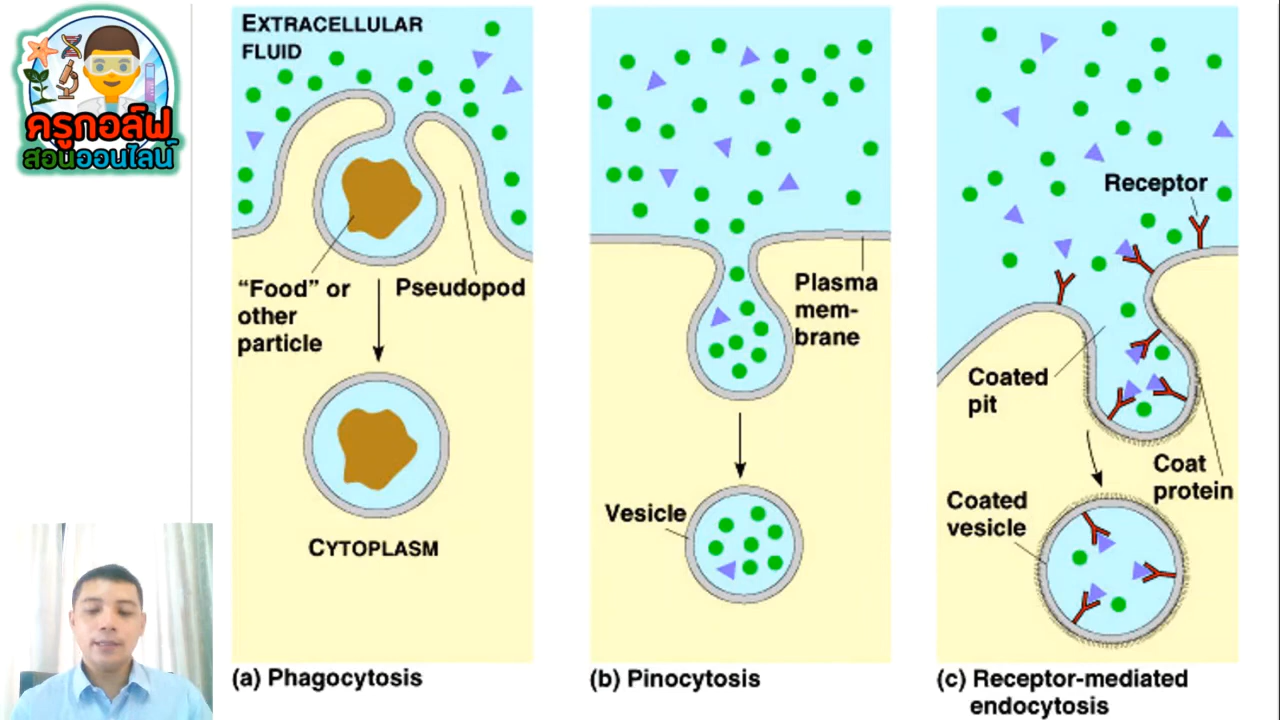 ครูกอล์ฟ
สอนออนไลน์
EXTRACELLULAR
FLUID
“Food” or
other
particle
Pseudopod
CYTOPLASM
(a) Phagocytosis
Plasma
mem-
brane
Vesicle
(b) Pinocytosis
Receptor
Coated
pit
Coat
protein
Coated
vesicle
(c) Receptor-mediated
endocytosis